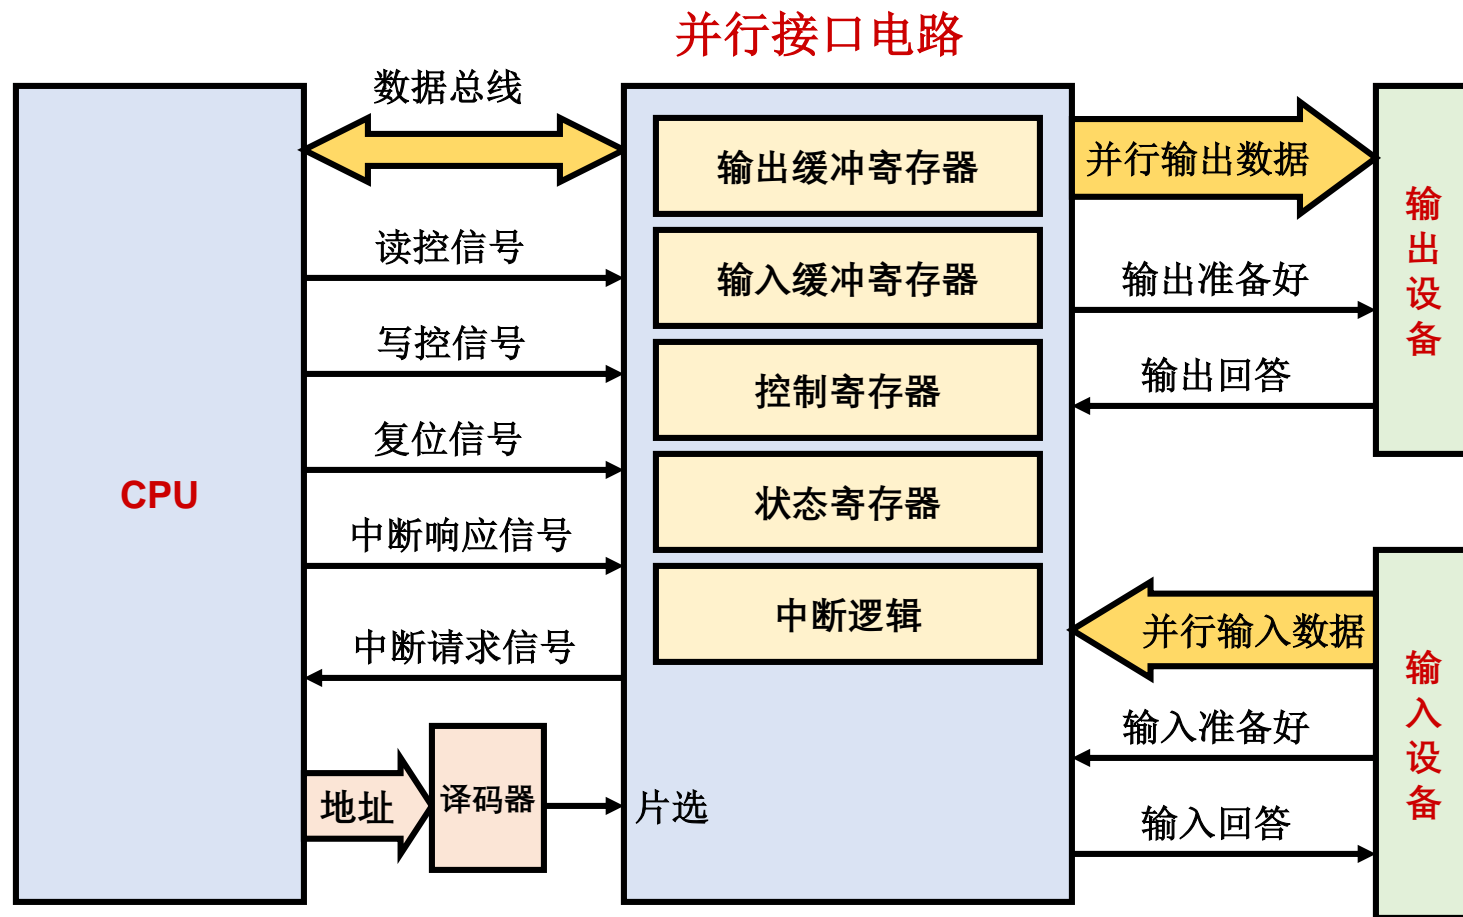 并行接口电路
数据总线
读控信号
写控信号
复位信号
中断响应信号
中断请求信号
CPU
地址
译码器
片选
输出缓冲寄存器
输入缓冲寄存器
控制寄存器
状态寄存器
中断逻辑
并行输出数据
输出准备好
输出回答
输出设备
并行输入数据
输入准备好
输入回答
输入设备